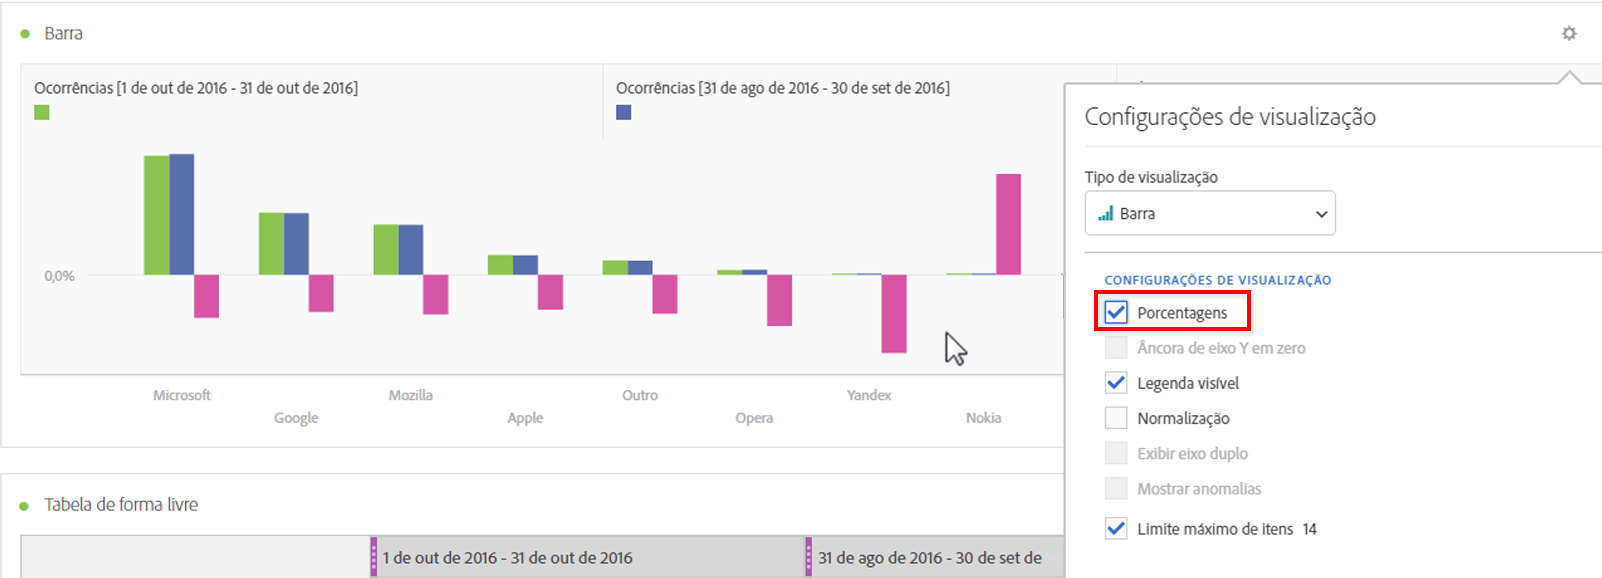 Barra
Ocorrências [1 de out de 2016 - 31 de out de 2016]
Ocorrências [31 de ago de 2016 - 30 de set de 2016]
0,0%
Microsoft
Google
Mozilla
Apple
Outro
Opera
Yandex
Nokia
Configurações de visualização
Tipo de visualização
Barra
CONFIGURAÇÕES DE VISUALIZAÇÃO
Porcentagens
Âncora de eixo Y em zero
Legenda visível
Normalização
Exibir eixo duplo
Mostrar anomalias
Limite máximo de itens 14
Tabela de forma livre
1 de out de 2016 - 31 de out de 2016
31 de ago de 2016 - 30 de set de